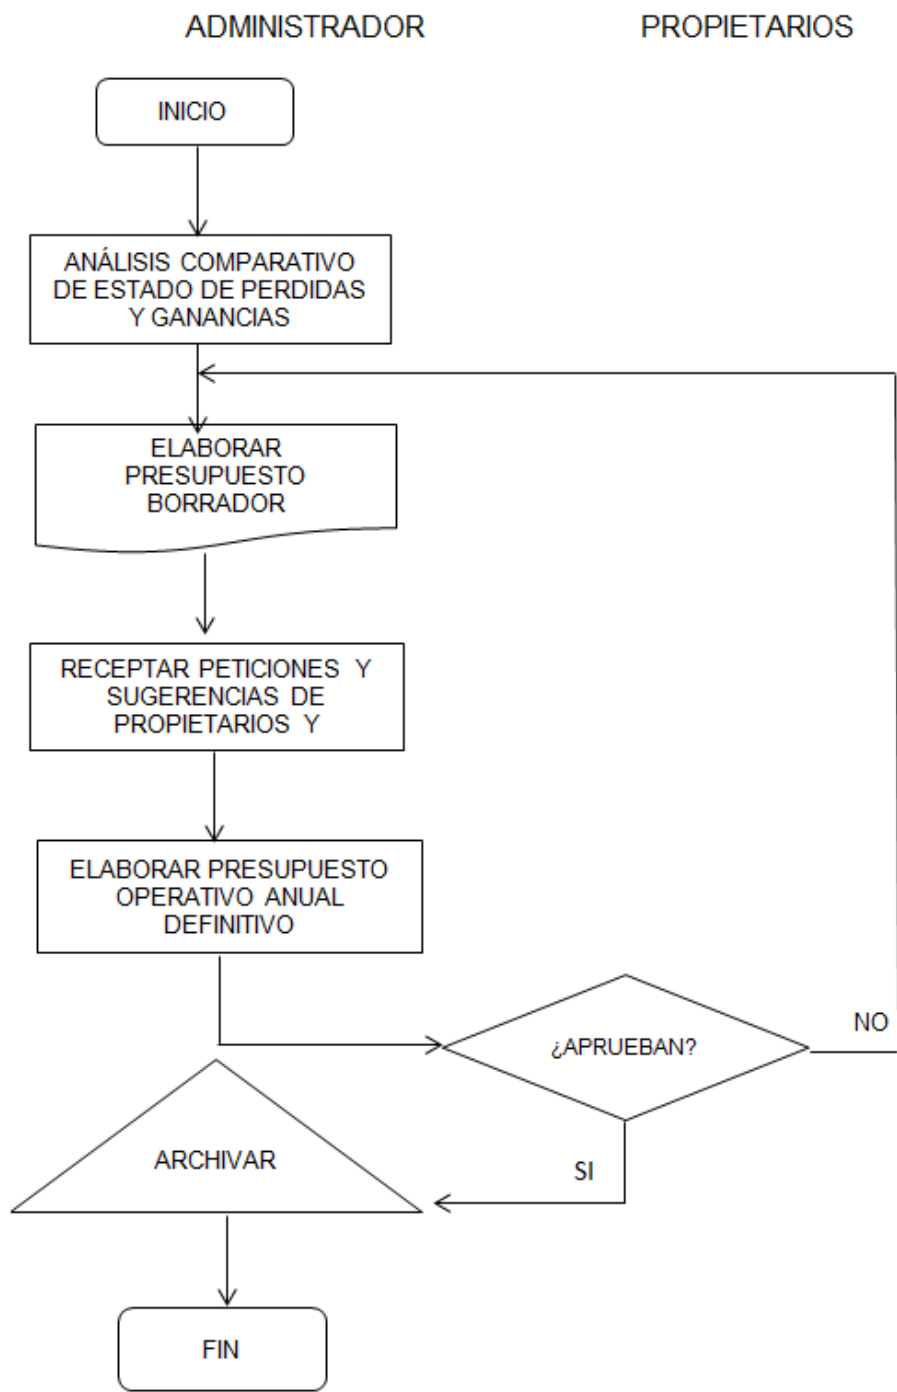 ADMINISTRADOR PROPIETARIOS
INICIO
ANÁLISIS COMPARATIVO
DE ESTADO DE PERDIDAS
Y GANANCIAS
ELABORAR
PRESUPUESTO
BORRADOR
RECEPTAR PETICIONES Y
SUGERENCIAS DE
PROPIETARIOS Y
ELABORAR PRESUPUESTO
OPERATIVO ANUAL
DEFINITIVO
¿APRUEBAN?
NO
SI
ARCHIVAR
FIN